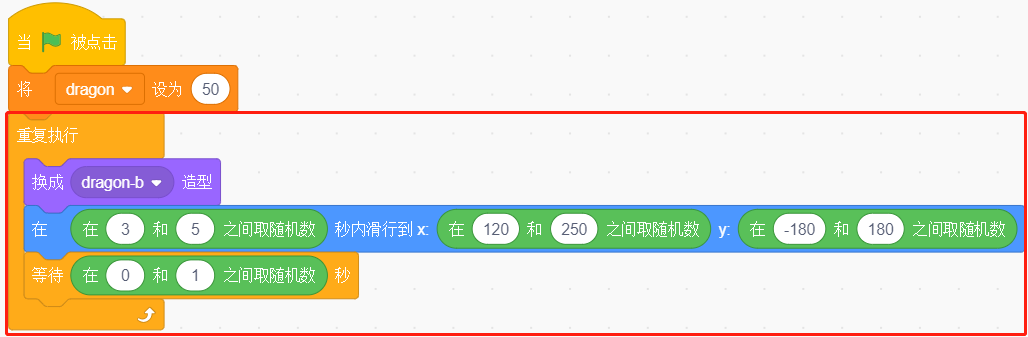 当 被点击
将 dragon 设为 50
重复执行
换成 dragon-b 造型
在 在 3 和 5 之间取随机数 秒内滑行到 x: 在 120 和 250 之间取随机数 y: 在 -180 和 180 之间取随机数
等待 在 0 和 1 之间取随机数 秒